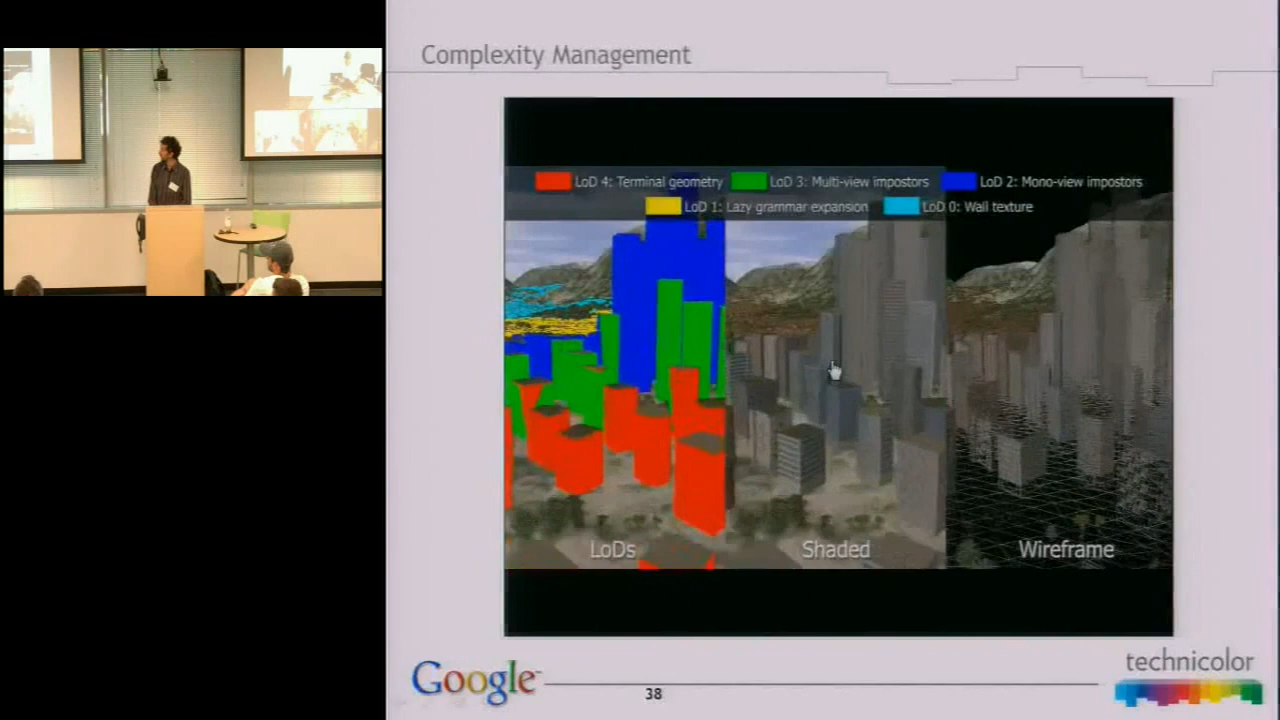 Complexity Management
LoD 4: Terminal geometry LoD 3: Multi-view impostors LoD 2: Mono-view impostors
LoD 1: Lazy grammar expansion LoD 0: Wall texture
LoDs Shaded Wireframe
Google technicolor
38